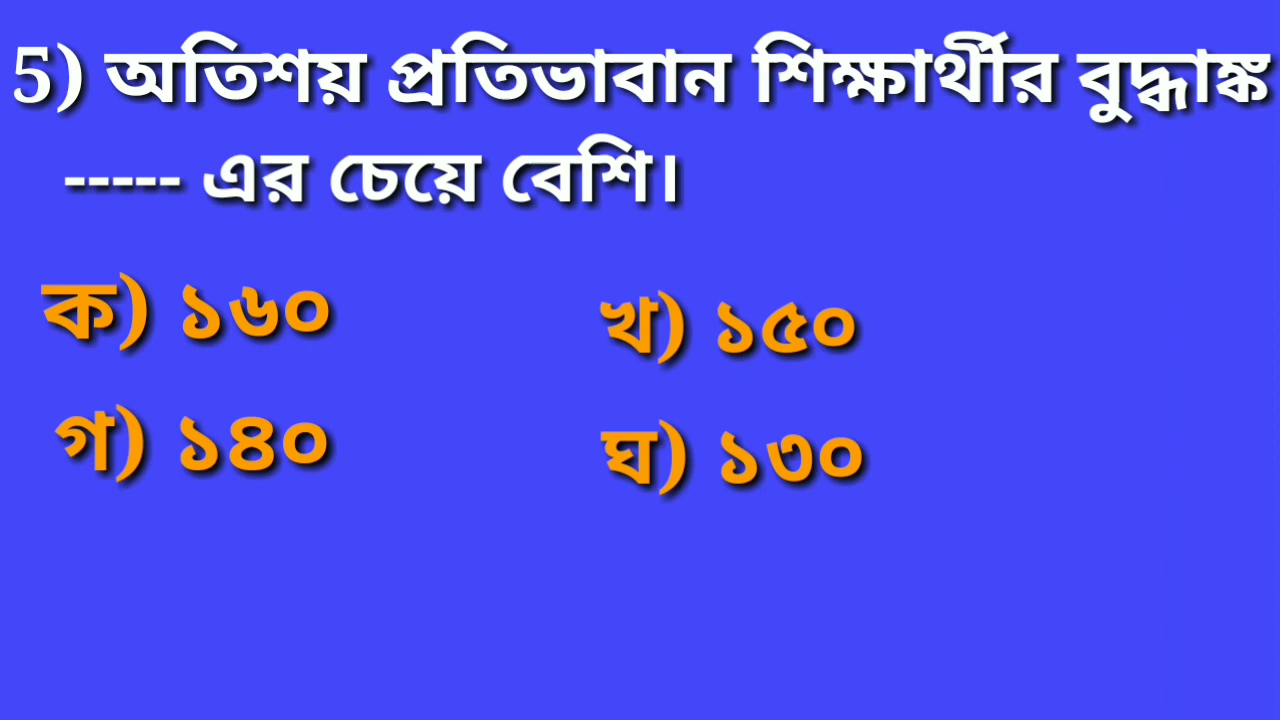 5) অতিশয় প্রতিভাবান শিক্ষার্থীর বুদ্ধাঙ্ক
----- এর চেয়ে বেশি।
ক) ১৬০ খ) ১৫০
গ) ১৪০ ঘ) ১৩০